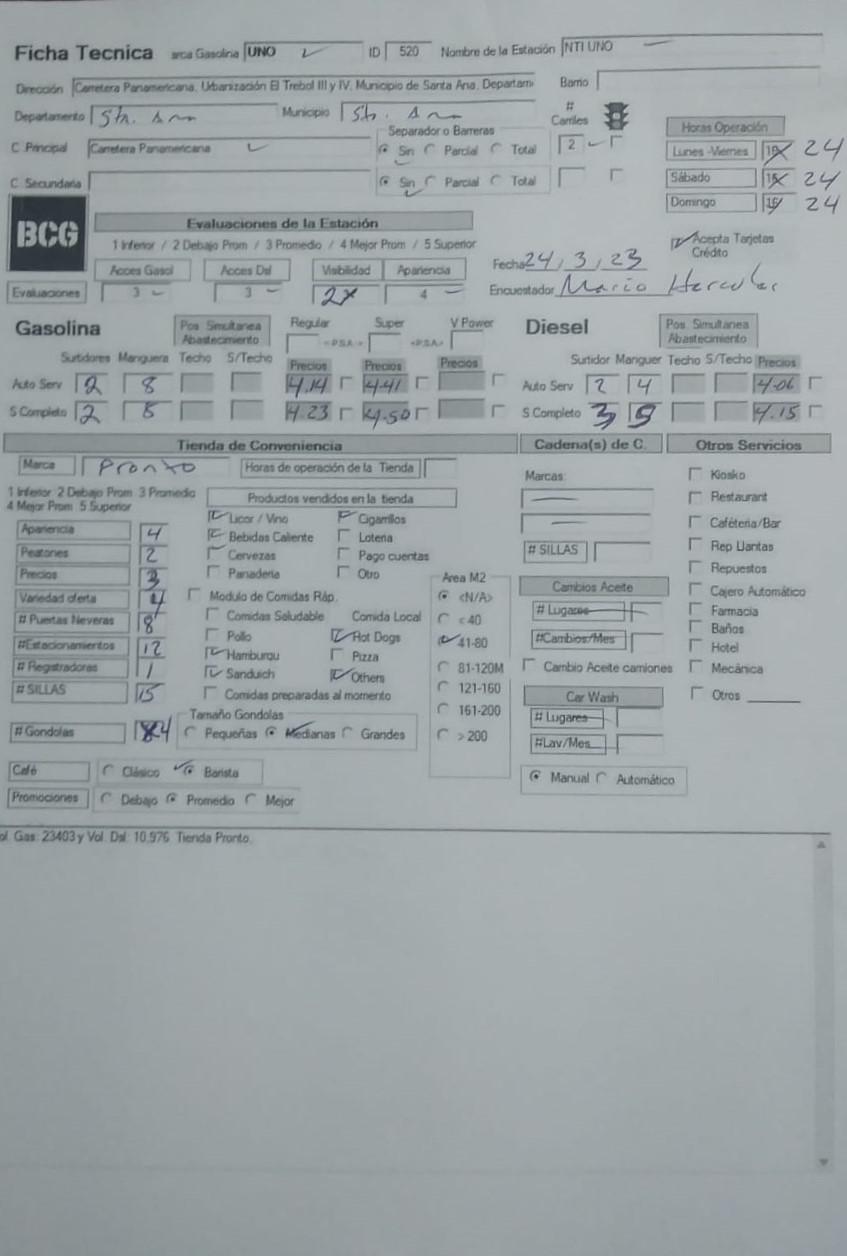 Ficha Tecnica arca Gasolina UNO ID 520 Nombre de la Estación NTI UNO
Dirección Carretera Panamericana, Urbanización El Trebol III y IV, Municipio de Santa Ana, Departam Barrio
Departamento Sta. Ana Municipio Sta. Ana # Carriles
Separador o Barreras Horas Operación
C Principal Carretera Panamericana Sin Parcial Total 2 Lunes -Viernes 24
C. Secundaria Sin Parcial Total Sábado 24
Domingo 24
BCG Evaluaciones de la Estación
1 Inferior / 2 Debajo Prom / 3 Promedio / 4 Mejor Prom / 5 Superior Acepta Tarjetas Crédito
Acces Gasol Acces Dsl Visibilidad Apariencia Fecha 24/3/23
Evaluaciones 3 3 2 4 Encuestador Mario
Gasolina Pos. Simultanea Abastecimiento Regular Super V Power Diesel Pos. Simultanea Abastecimiento
<PSA> <PSA>
Surtidores Manguera Techo S/Techo Precios Precios Precios Surtidor Manguer Techo S/Techo Precios
Auto Serv 2 8 4.14 4.41 Auto Serv 2 4 4.06
S Completo 2 8 4.23 4.50 S Completo 3 4.15
Tienda de Conveniencia Cadena(s) de C. Otros Servicios
Marca Pronto Horas de operación de la Tienda Marcas: Kiosko
1 Inferior 2 Debajo Prom 3 Promedio
4 Mejor Prom 5 Superior Productos vendidos en la tienda Restaurant
Apariencia 4 Licor / Vino Cigarrillos Cafétería/Bar
Peatones 2 Bebidas Caliente Loteria # SILLAS Rep Llantas
Precios 3 Cervezas Pago cuentas Repuestos
Panaderia Otro Area M2
Variedad oferta 4 Modulo de Comidas Ráp. <N/A> Cambios Aceite Cajero Automático
# Puertas Neveras 8 Comidas Saludable Comida Local < 40 # Lugares Farmacia
Baños
#Estacionamientos 12 Pollo Hot Dogs 41-80 #Cambios/Mes Hotel
# Registradoras 1 Hamburgu Pizza 81-120M Cambio Aceite camiones Mecánica
# SILLAS 15 Sanduich Others 121-160 Car Wash Otros
Comidas preparadas al momento
Tamaño Gondolas 161-200 # Lugares
# Gondolas 4 Pequeñas Medianas Grandes > 200 #Lav/Mes
Café Clásico Barista Manual Automático
Promociones Debajo Promedio Mejor
ol. Gas: 23403 y Vol. Dsl: 10,976 Tienda Pronto.